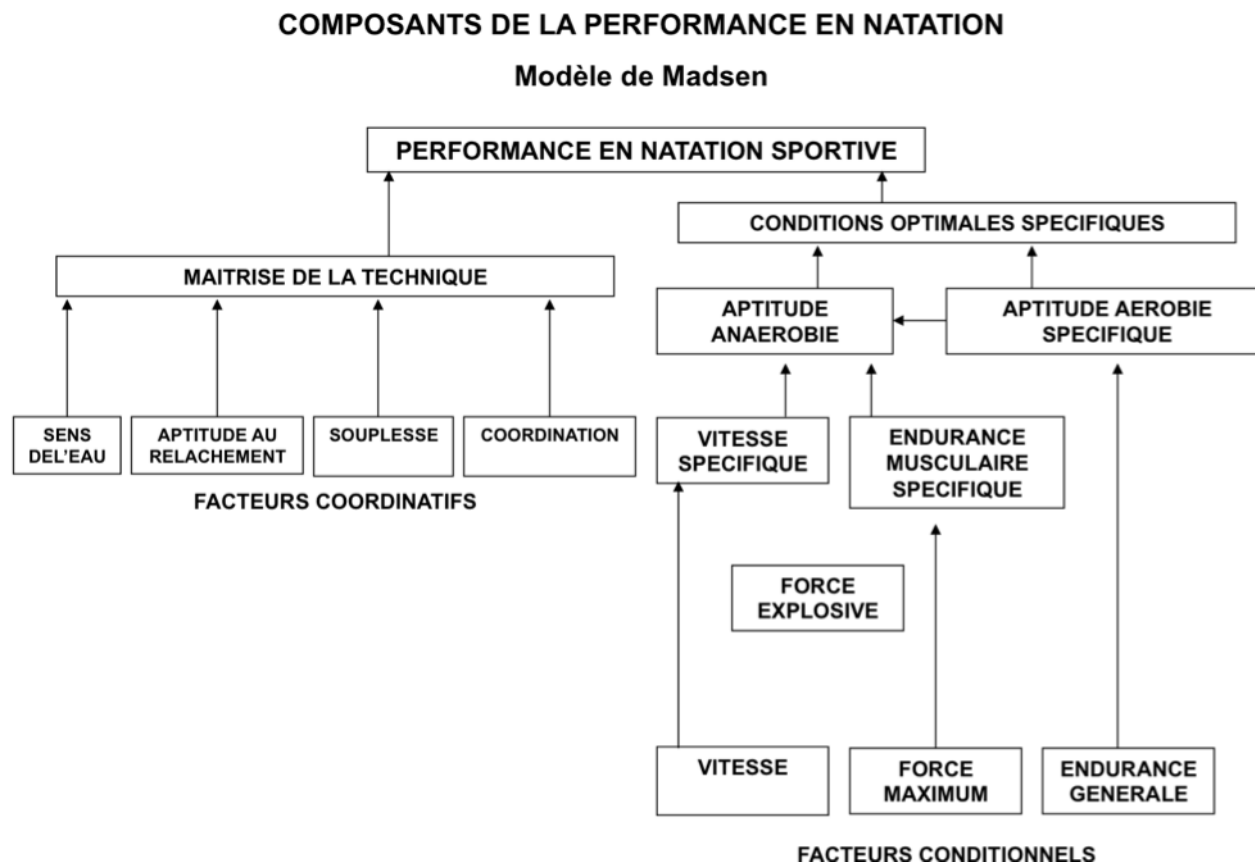 COMPOSANTS DE LA PERFORMANCE EN NATATION
Modèle de Madsen
PERFORMANCE EN NATATION SPORTIVE
CONDITIONS OPTIMALES SPECIFIQUES
MAITRISE DE LA TECHNIQUE
APTITUDE
ANAEROBIE
APTITUDE AEROBIE
SPECIFIQUE
SENS
DEL’EAU
APTITUDE AU
RELACHEMENT
SOUPLESSE
COORDINATION
VITESSE
SPECIFIQUE
ENDURANCE
MUSCULAIRE
SPECIFIQUE
FACTEURS COORDINATIFS
FORCE
EXPLOSIVE
VITESSE
FORCE
MAXIMUM
ENDURANCE
GENERALE
FACTEURS CONDITIONNELS